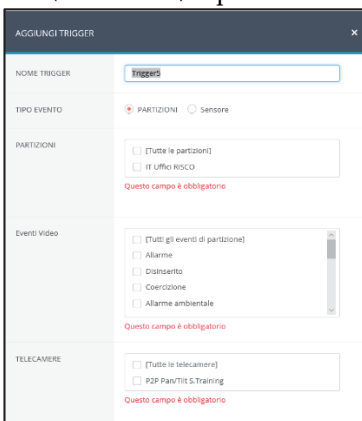 AGGIUNGI TRIGGER ×
NOME TRIGGER Trigger5
TIPO EVENTO PARTIZIONI Sensore
PARTIZIONI
[Tutte le partizioni]
IT Uffici RISCO
Questo campo è obbligatorio
Eventi Video
[Tutti gli eventi di partizione]
Allarme
Disinserito
Coercizione
Allarme ambientale
Questo campo è obbligatorio
TELECAMERE
[Tutte le telecamere]
P2P Pan/Tilt S.Training
Questo campo è obbligatorio